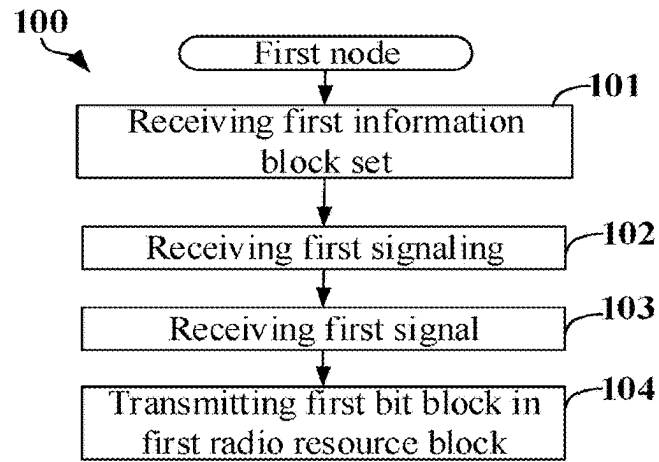 100
First node
101
Receiving first information
block set
Receiving first signaling
102
Receiving first signal
103
Transmitting first bit block in
first radio resource block
104